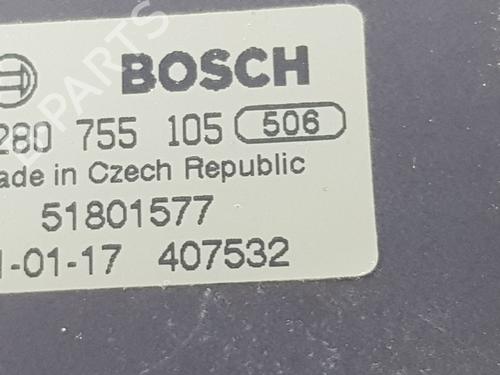 BOSCH
280 755 105 506
ade in Czech Republic
51801577
-01-17 407532